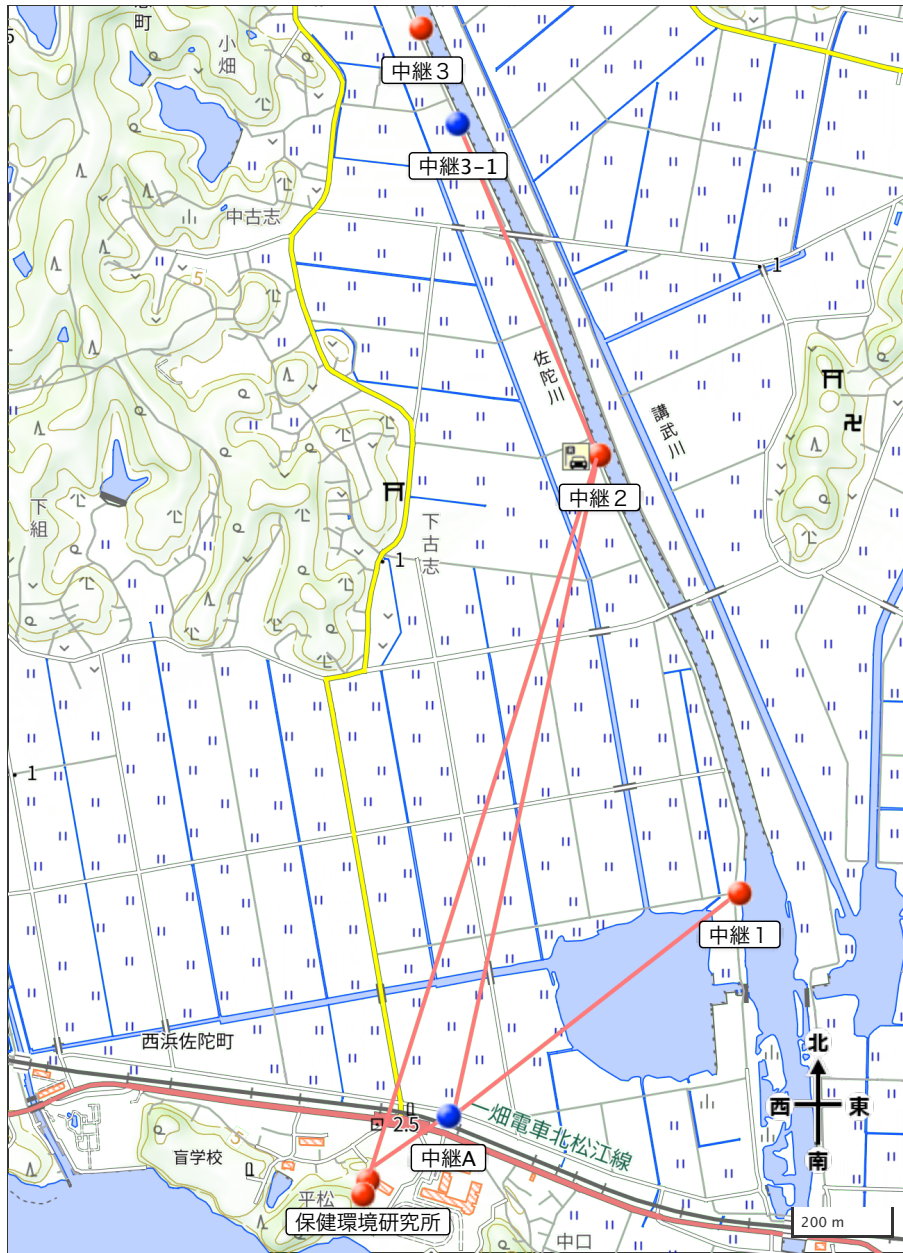 町
5
小
畑
中継３
中継3-1
中古志
5
1
佐陀川
講武川
中継２
下組
下古志
1
1
中継１
西浜佐陀町
北
西 東
南
2.5
一畑電車北松江線
中継A
盲学校
平松
保健環境研究所
中口
200 m